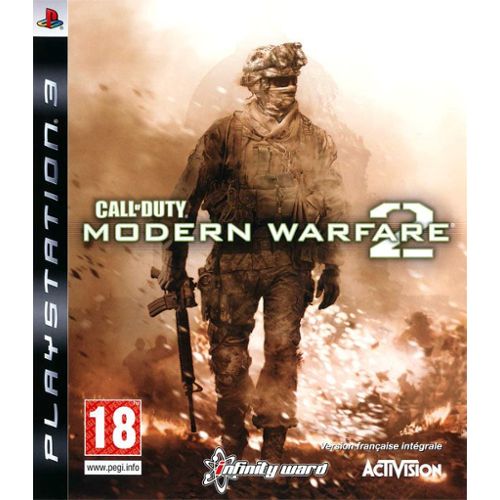 PLAYSTATION 3
CALL OF DUTY
MODERN WARFARE 2
18
www.pegi.info
infinity ward
Version française intégrale
ACTIVISION